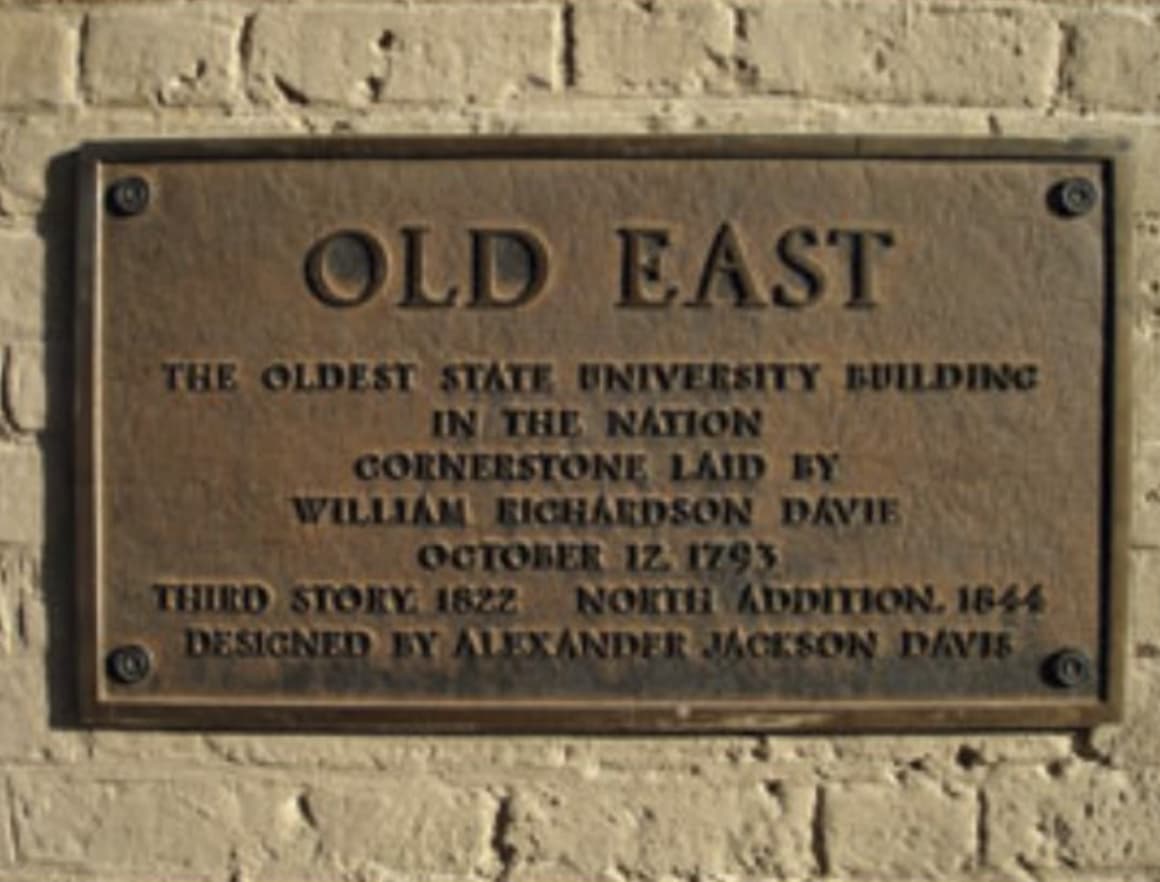 OLD EAST
THE OLDEST STATE UNIVERSITY BUILDING
IN THE NATION
CORNERSTONE LAID BY
WILLIAM RICHARDSON DAVIE
OCTOBER 12, 1793
THIRD STORY, 1822 NORTH ADDITION, 1844
DESIGNED BY ALEXANDER JACKSON DAVIS